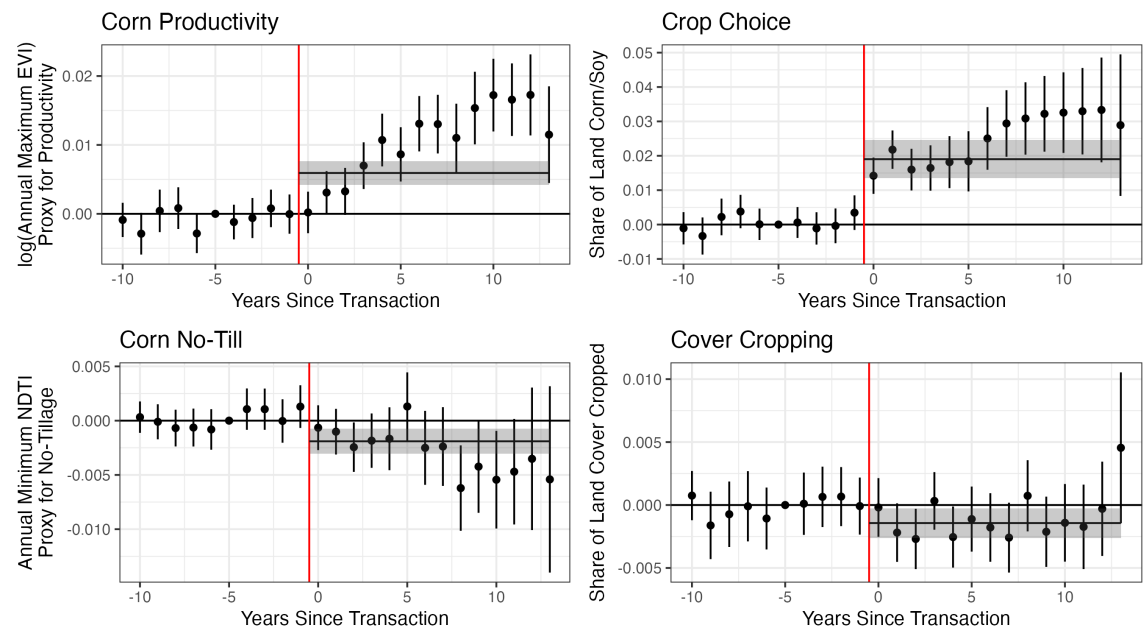 Corn Productivity
log(Annual Maximum EVI)
Proxy for Productivity
0.02
0.01
0.00
-10
-5
0
5
10
Years Since Transaction
Crop Choice
Share of Land Corn/Soy
0.05
0.04
0.03
0.02
0.01
0.00
-0.01
-10
-5
0
5
10
Years Since Transaction
Corn No-Till
Annual Minimum NDTI
Proxy for No-Tillage
0.005
0.000
-0.005
-0.010
-10
-5
0
5
10
Years Since Transaction
Cover Cropping
Share of Land Cover Cropped
0.010
0.005
0.000
-0.005
-10
-5
0
5
10
Years Since Transaction